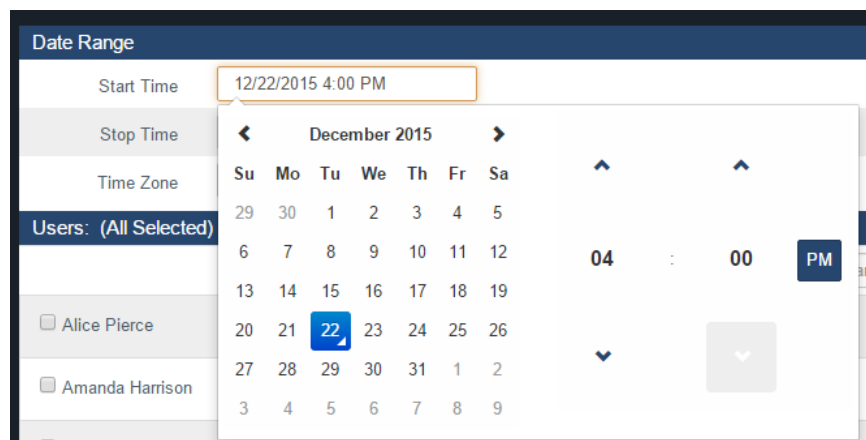 Date Range
Start Time 12/22/2015 4:00 PM
Stop Time
Time Zone
December 2015
Su Mo Tu We Th Fr Sa
29 30 1 2 3 4 5
6 7 8 9 10 11 12
13 14 15 16 17 18 19
20 21 22 23 24 25 26
27 28 29 30 31 1 2
3 4 5 6 7 8 9
04 : 00 PM
Users: (All Selected)
Alice Pierce
Amanda Harrison